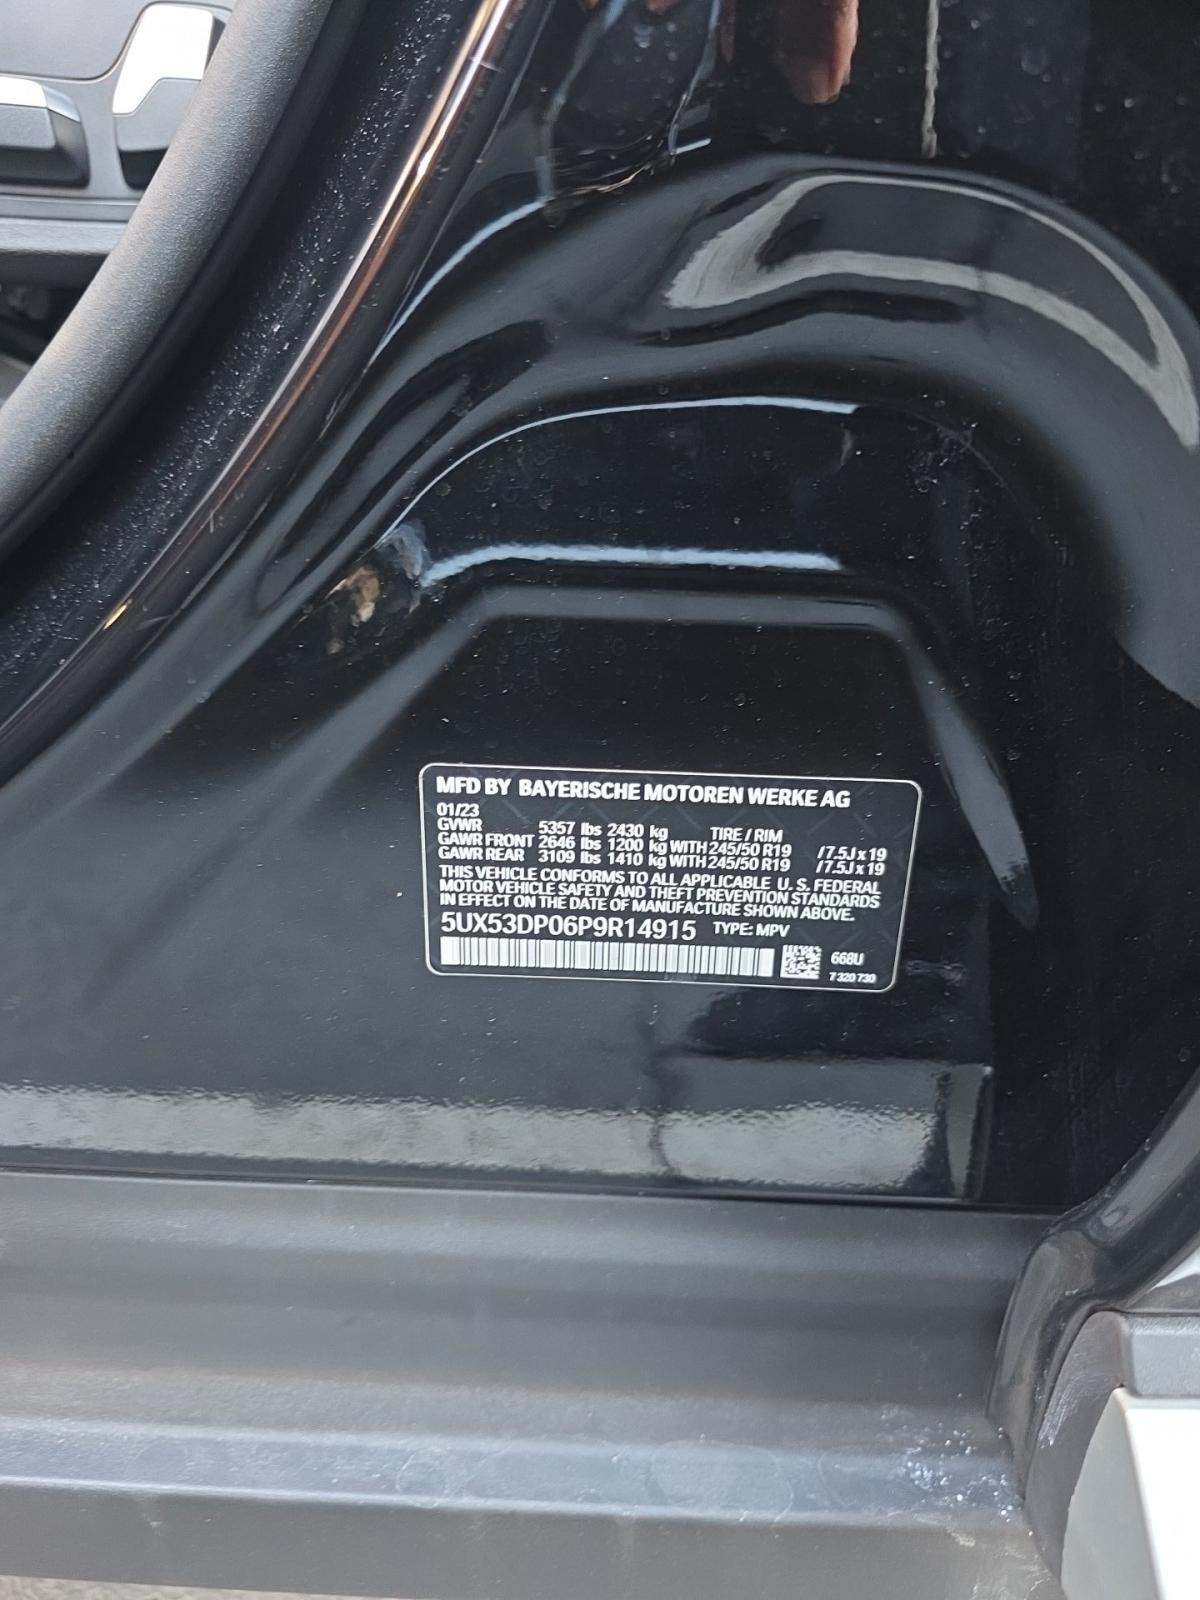 MFD BY BAYERISCHE MOTOREN WERKE AG
01/23
GVWR 5357 lbs 2430 kg TIRE / RIM
GAWR FRONT 2646 lbs 1200 kg WITH 245/50 R19 / 7.5J x 19
GAWR REAR 3109 lbs 1410 kg WITH 245/50 R19 / 7.5J x 19
THIS VEHICLE CONFORMS TO ALL APPLICABLE U. S. FEDERAL
MOTOR VEHICLE SAFETY AND THEFT PREVENTION STANDARDS
IN EFFECT ON THE DATE OF MANUFACTURE SHOWN ABOVE.
5UX53DP06P9R14915 TYPE: MPV
668U
7 320 730